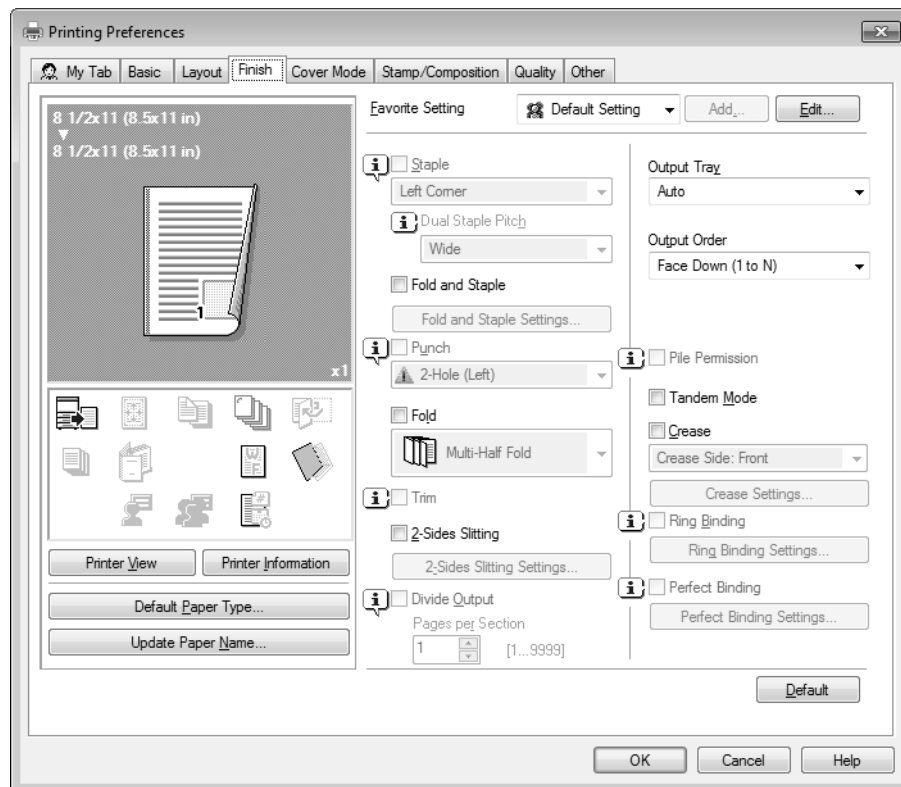 Printing Preferences
My Tab
Basic
Layout
Finish
Cover Mode
Stamp/Composition
Quality
Other
8 1/2x11 (8.5x11 in)
8 1/2x11 (8.5x11 in)
1
x1
Printer View
Printer Information
Default Paper Type...
Update Paper Name...
Favorite Setting
Default Setting
Add...
Edit...
Staple
Left Corner
Dual Staple Pitch
Wide
Fold and Staple
Fold and Staple Settings...
Punch
2-Hole (Left)
Fold
Multi-Half Fold
Trim
2-Sides Slitting
2-Sides Slitting Settings...
Divide Output
Pages per Section
1
[1...9999]
Output Tray
Auto
Output Order
Face Down (1 to N)
Pile Permission
Tandem Mode
Crease
Crease Side: Front
Crease Settings...
Ring Binding
Ring Binding Settings...
Perfect Binding
Perfect Binding Settings...
Default
OK
Cancel
Help